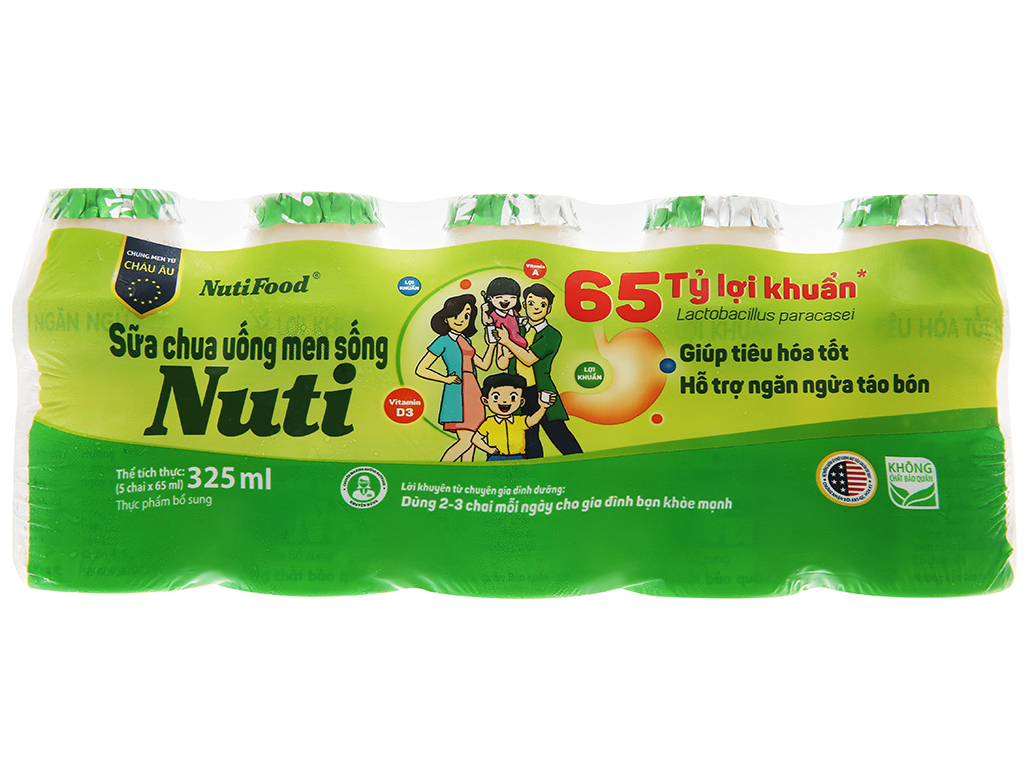 CHỦNG MEN TỪ
CHÂU ÂU
NutiFood®
Sữa chua uống men sống
Nuti
LỢI
KHUẨN
Vitamin
A
Vitamin
D3
LỢI
KHUẨN
65 Tỷ lợi khuẩn*
Lactobacillus paracasei
Giúp tiêu hóa tốt
Hỗ trợ ngăn ngừa táo bón
Thể tích thực: 325 ml
(5 chai x 65 ml)
Thực phẩm bổ sung
Lời khuyên từ chuyên gia dinh dưỡng:
Dùng 2-3 chai mỗi ngày cho gia đình bạn khỏe mạnh
KHÔNG
CHẤT BẢO QUẢN